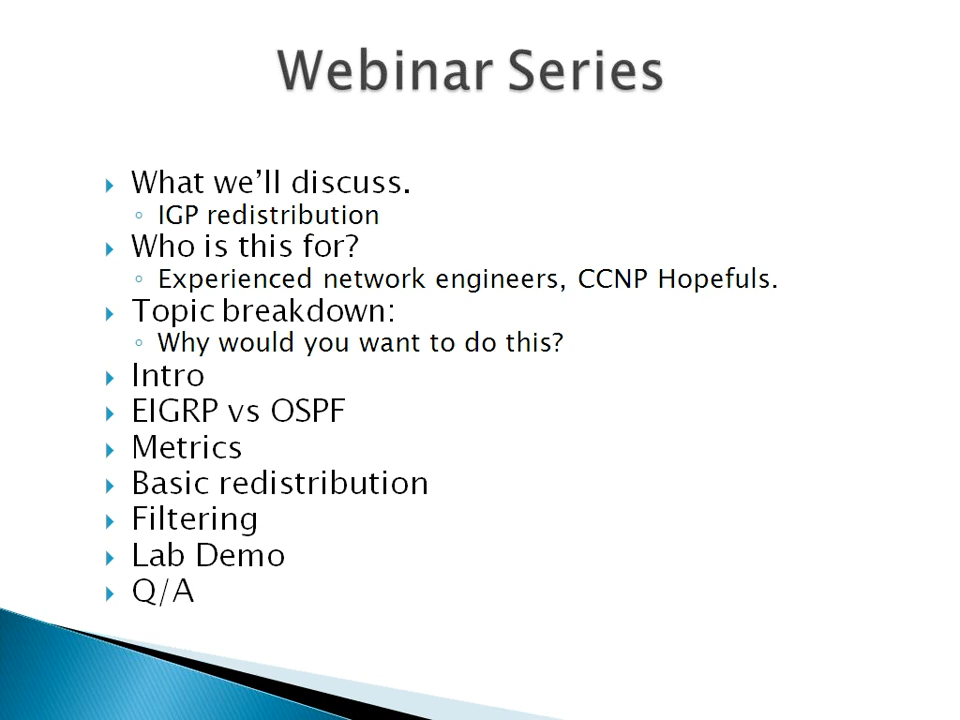 Webinar Series
What we’ll discuss.
IGP redistribution
Who is this for?
Experienced network engineers, CCNP Hopefuls.
Topic breakdown:
Why would you want to do this?
Intro
EIGRP vs OSPF
Metrics
Basic redistribution
Filtering
Lab Demo
Q/A